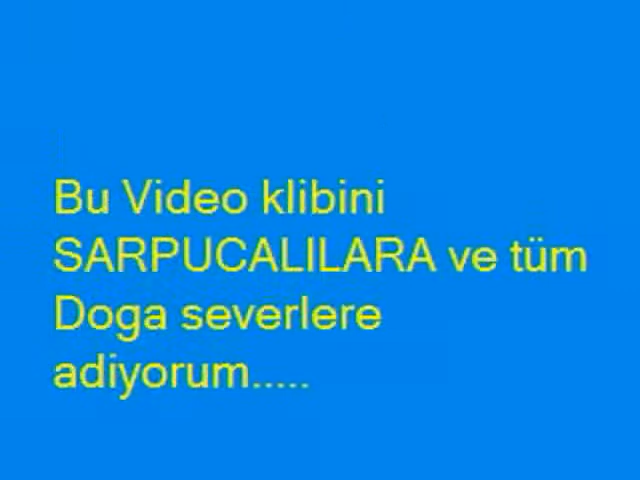 Bu Video klibini
SARPUCALILARA ve tüm
Doga severlere
adiyorum.....